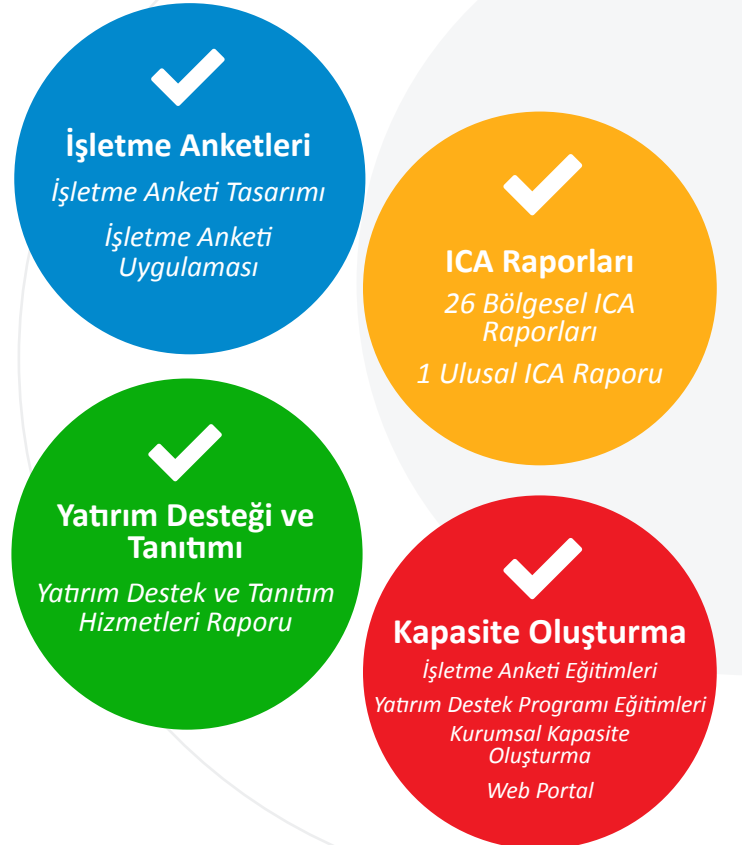 İşletme Anketleri
İşletme Anketi Tasarımı
İşletme Anketi
Uygulaması
ICA Raporları
26 Bölgesel ICA
Raporları
1 Ulusal ICA Raporu
Yatırım Desteği ve
Tanıtımı
Yatırım Destek ve Tanıtım
Hizmetleri Raporu
Kapasite Oluşturma
İşletme Anketi Eğitimleri
Yatırım Destek Programı Eğitimleri
Kurumsal Kapasite
Oluşturma
Web Portal